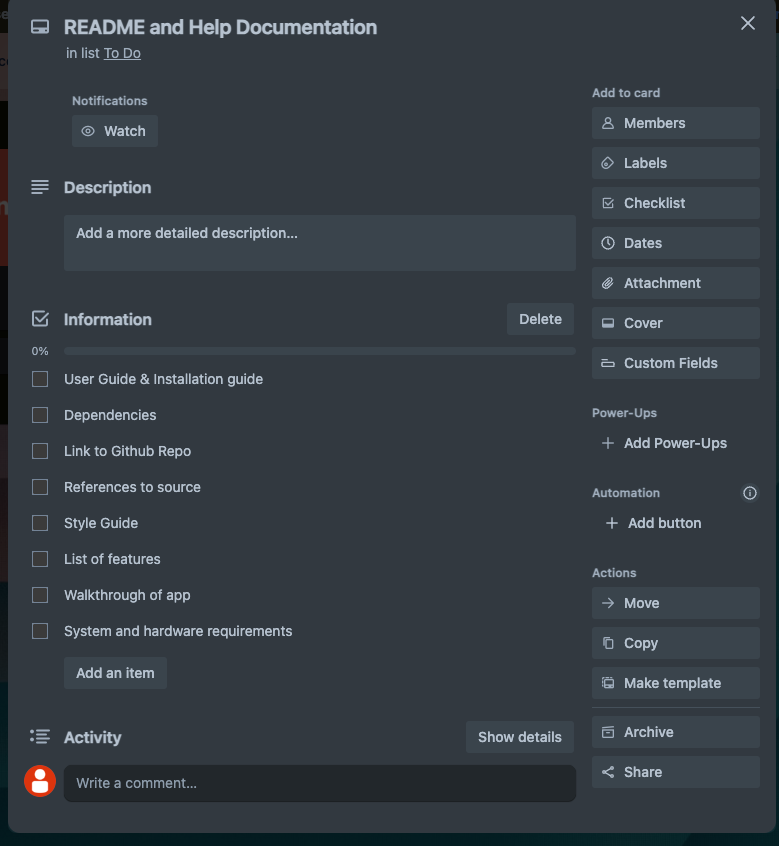 README and Help Documentation
in list To Do
Notifications
Watch
Description
Add a more detailed description...
Information
Delete
0%
User Guide & Installation guide
Dependencies
Link to Github Repo
References to source
Style Guide
List of features
Walkthrough of app
System and hardware requirements
Add an item
Activity
Show details
Write a comment...
Add to card
Members
Labels
Checklist
Dates
Attachment
Cover
Custom Fields
Power-Ups
Add Power-Ups
Automation
Add button
Actions
Move
Copy
Make template
Archive
Share